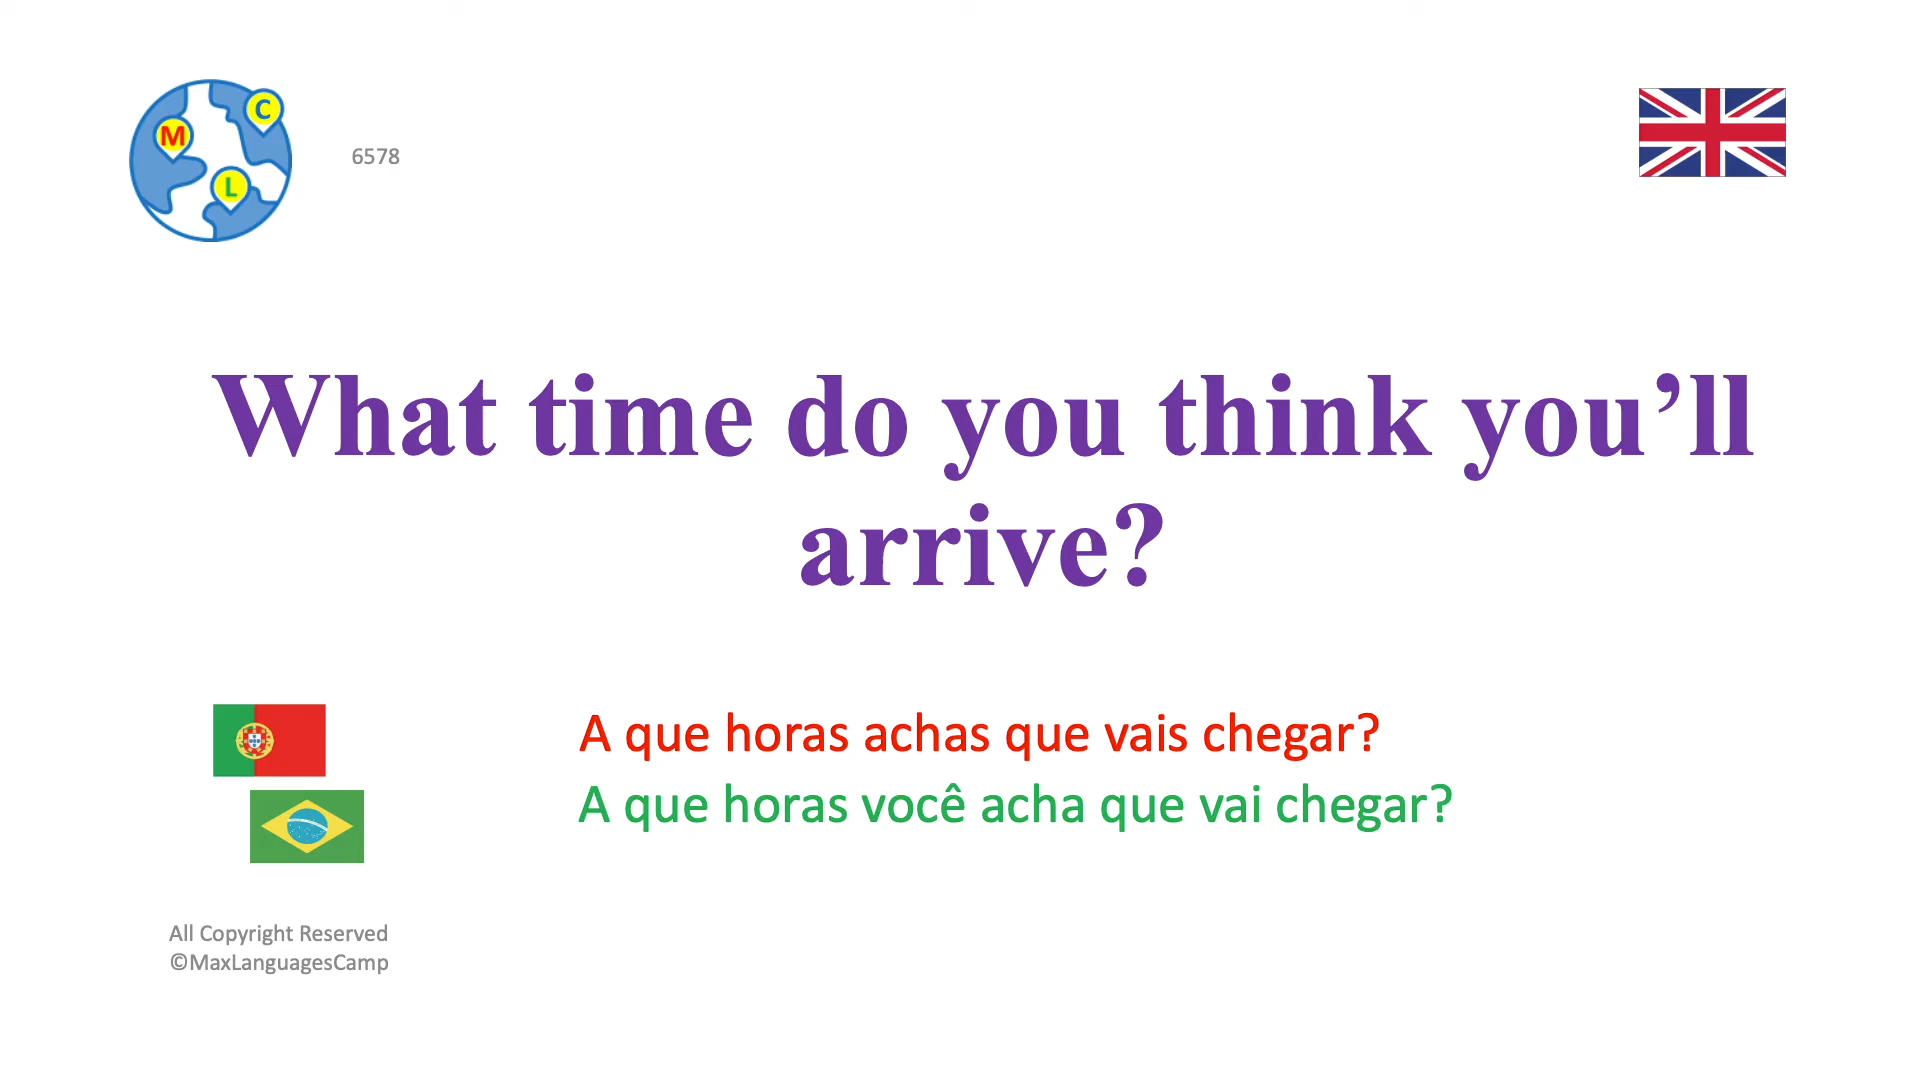 C
M
L
6578
What time do you think you’ll
arrive?
A que horas achas que vais chegar?
A que horas você acha que vai chegar?
All Copyright Reserved
©MaxLanguagesCamp